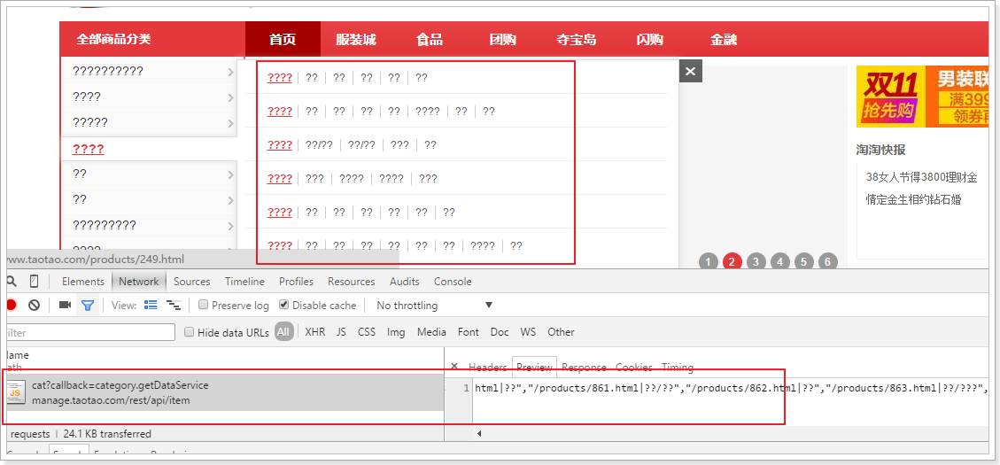 全部商品分类 首页 服装城 食品 团购 夺宝岛 闪购 金融
??????????
????
?????
????
??
??
?????????
????
???? | ?? | ?? | ?? | ?? | ??
???? | ?? | ?? | ?? | ?? | ???? | ?? | ??
???? | ??/?? | ??/?? | ??? | ??
???? | ??? | ???? | ???? | ???
???? | ?? | ?? | ?? | ?? | ?? | ??
???? | ?? | ?? | ?? | ?? | ?? | ?? | ???? | ??
双11
抢先购
男装联
满399
领券再
淘淘快报
38女人节得3800理财金
情定金生相约钻石婚
1 2 3 4 5 6
www.taotao.com/products/249.html
Elements Network Sources Timeline Profiles Resources Audits Console
View: Preserve log Disable cache No throttling
Filter Hide data URLs All XHR JS CSS Img Media Font Doc WS Other
Name
Path
× Headers Preview Response Cookies Timing
JS
cat?callback=category.getDataService
manage.taotao.com/rest/api/item
1 html|??","/products/861.html|??/??","/products/862.html|??","/products/863.html|??/???",
requests | 24.1 KB transferred